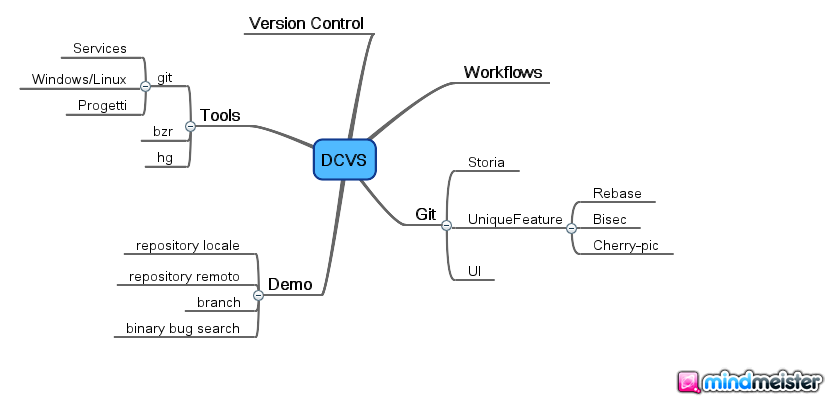 Version Control
Workflows
Services
Windows/Linux
Progetti
git
bzr
hg
Tools
DCVS
Storia
Git
UniqueFeature
Rebase
Bisec
Cherry-pic
UI
repository locale
repository remoto
branch
binary bug search
Demo
mindmeister